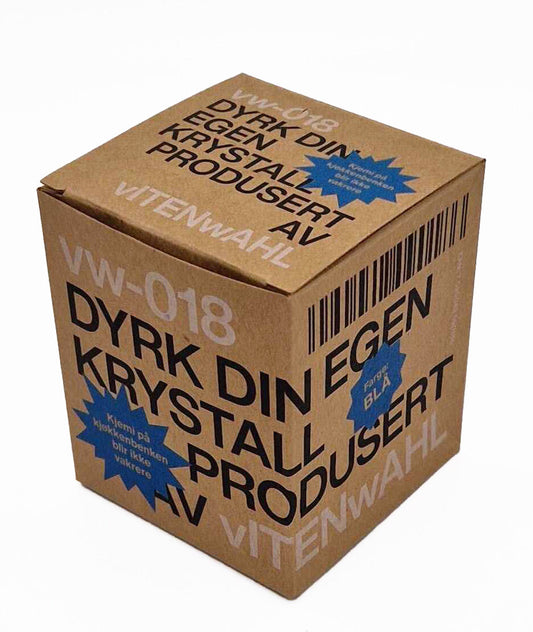 vw-018
DYRK DIN
EGEN
KRYSTALL
PRODUSERT
AV
vITENwAHL
Kjemi på
kjøkkenbenken
blir ikke
vakrere
vw-018
DYRK DIN EGEN
KRYSTALL
PRODUSERT
AV vITENwAHL
Kjemi på
kjøkkenbenken
blir ikke
vakrere
Farge:
BLÅ